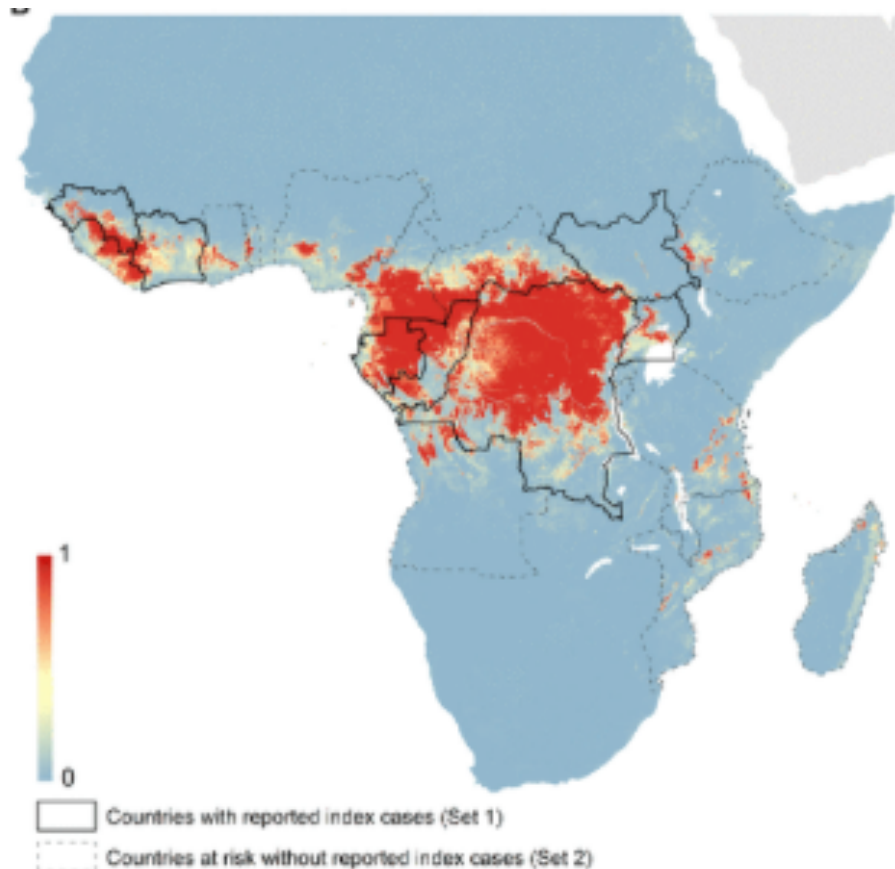 1
0
Countries with reported index cases (Set 1)
Countries at risk without reported index cases (Set 2)